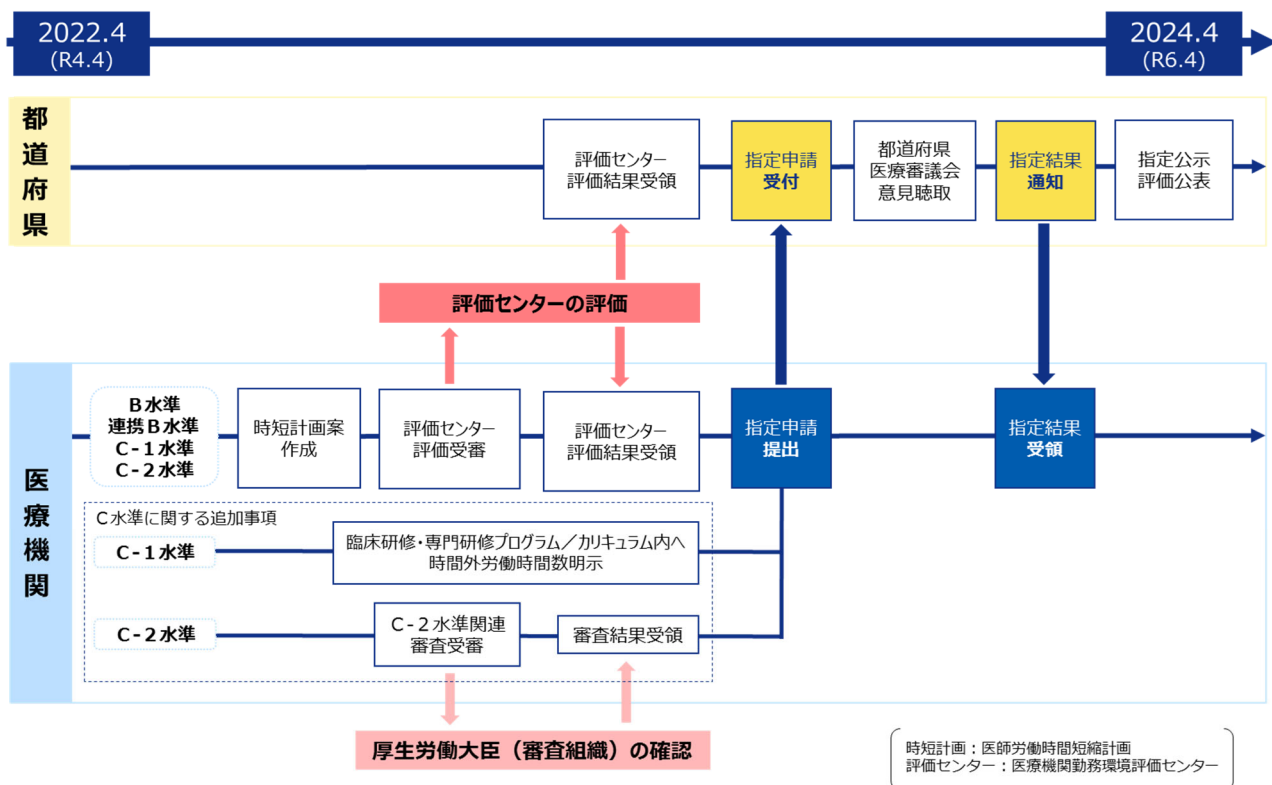 2022.4
(R4.4)
2024.4
(R6.4)
都道府県
評価センター
評価結果受領
指定申請
受付
都道府県
医療審議会
意見聴取
指定結果
通知
指定公示
評価公表
評価センターの評価
医療機関
B水準
連携B水準
C-1水準
C-2水準
時短計画案
作成
評価センター
評価受審
評価センター
評価結果受領
指定申請
提出
指定結果
受領
C水準に関する追加事項
C-1水準
臨床研修・専門研修プログラム／カリキュラム内へ
時間外労働時間数明示
C-2水準
C-2水準関連
審査受審
審査結果受領
厚生労働大臣（審査組織）の確認
時短計画：医師労働時間短縮計画
評価センター：医療機関勤務環境評価センター